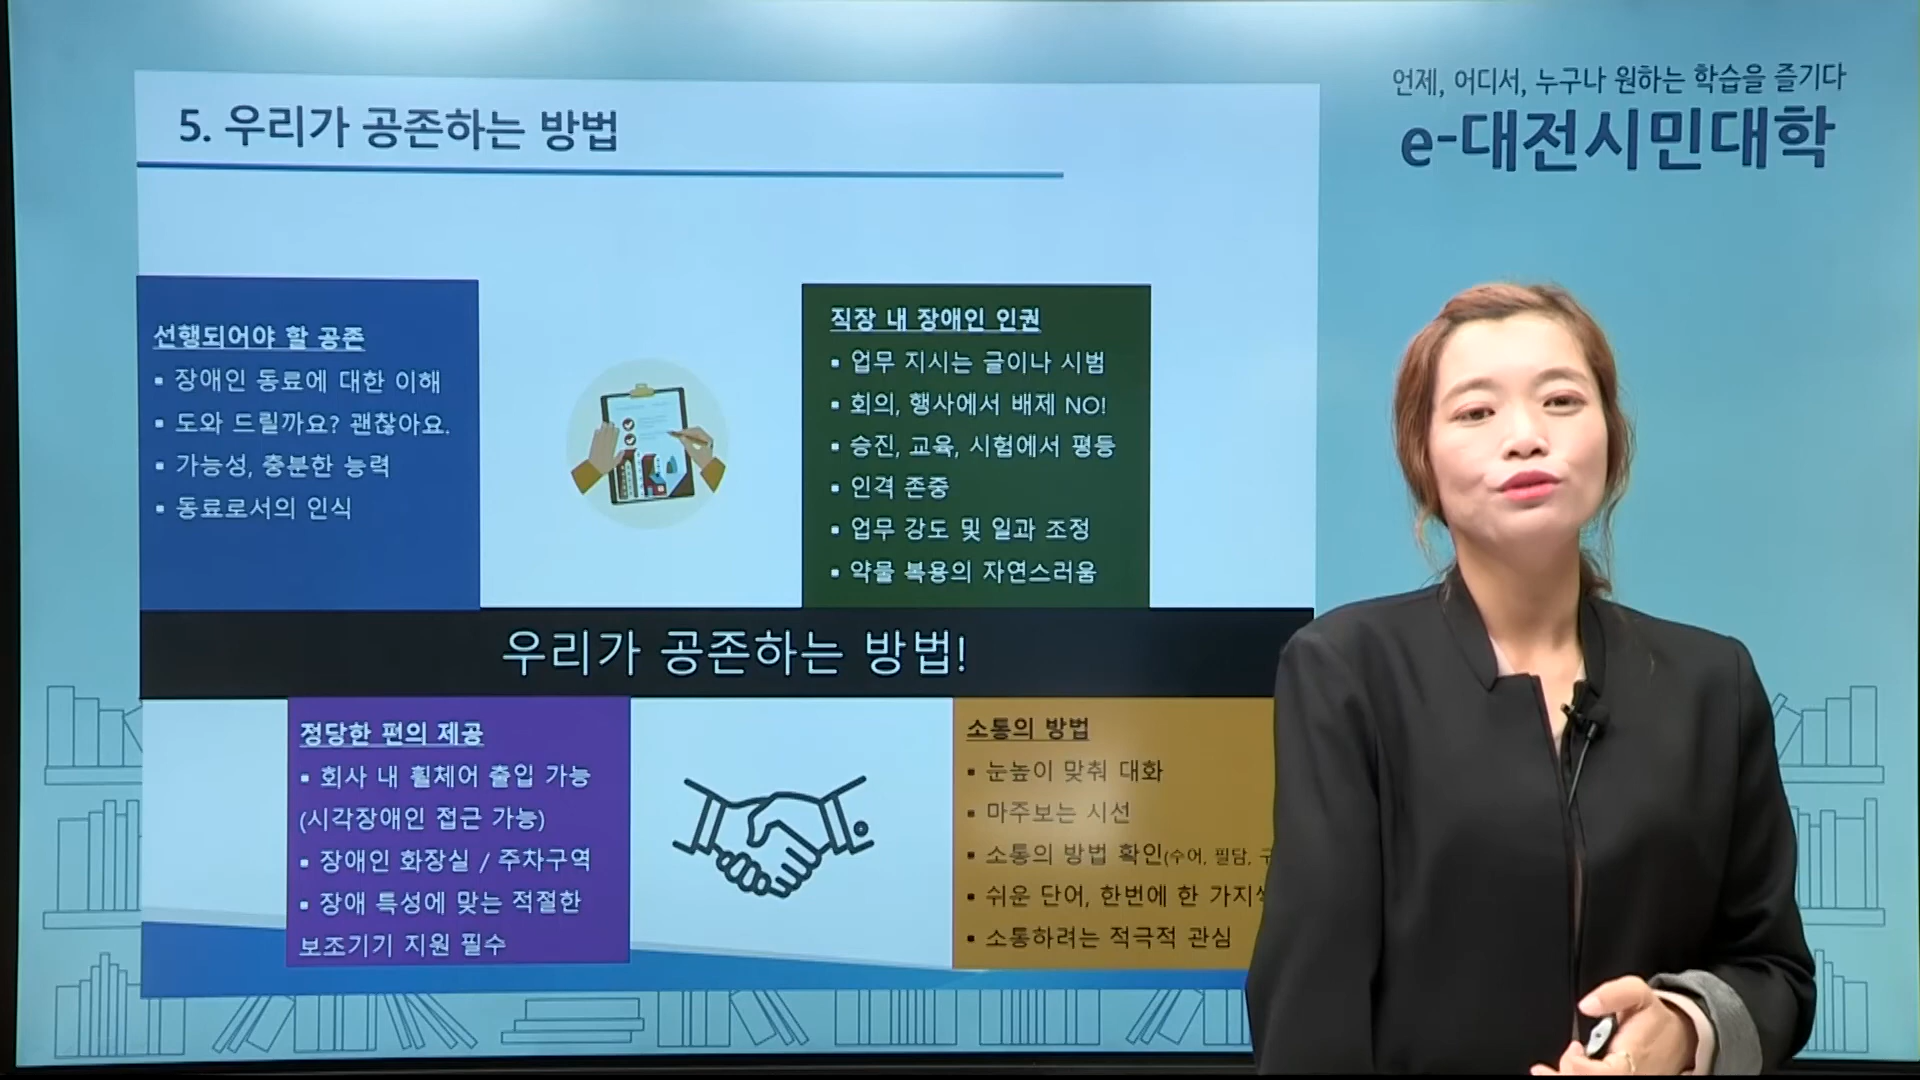 언제, 어디서, 누구나 원하는 학습을 즐기다
e-대전시민대학
5. 우리가 공존하는 방법
선행되어야 할 공존
▪ 장애인 동료에 대한 이해
▪ 도와 드릴까요? 괜찮아요.
▪ 가능성, 충분한 능력
▪ 동료로서의 인식
직장 내 장애인 인권
▪ 업무 지시는 글이나 시범
▪ 회의, 행사에서 배제 NO!
▪ 승진, 교육, 시험에서 평등
▪ 인격 존중
▪ 업무 강도 및 일과 조정
▪ 약물 복용의 자연스러움
우리가 공존하는 방법!
정당한 편의 제공
▪ 회사 내 휠체어 출입 가능
(시각장애인 접근 가능)
▪ 장애인 화장실 / 주차구역
▪ 장애 특성에 맞는 적절한
보조기기 지원 필수
소통의 방법
▪ 눈높이 맞춰 대화
▪ 마주보는 시선
▪ 소통의 방법 확인(수어, 필담,
▪ 쉬운 단어, 한번에 한
▪ 소통하려는 적극적 관심